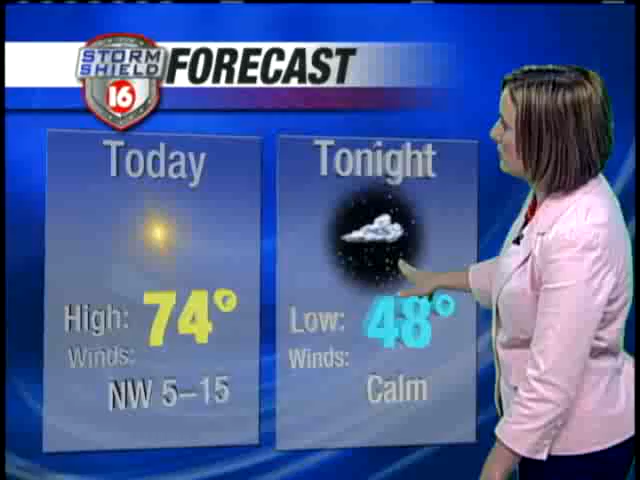 STORM
SHIELD
16
FORECAST
Today
High: 74°
Winds:
NW 5-15
Tonight
Low: 48°
Winds:
Calm